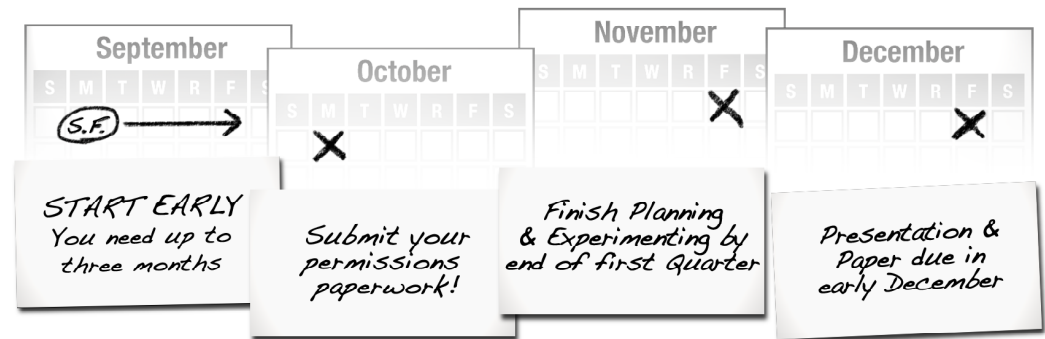 September
S M T W R F S
S.F.
START EARLY
You need up to
three months
October
S M T W R F S
Submit your
permissions
paperwork!
November
S M T W R F S
Finish Planning
& Experimenting by
end of first Quarter
December
S M T W R F S
Presentation &
Paper due in
early December